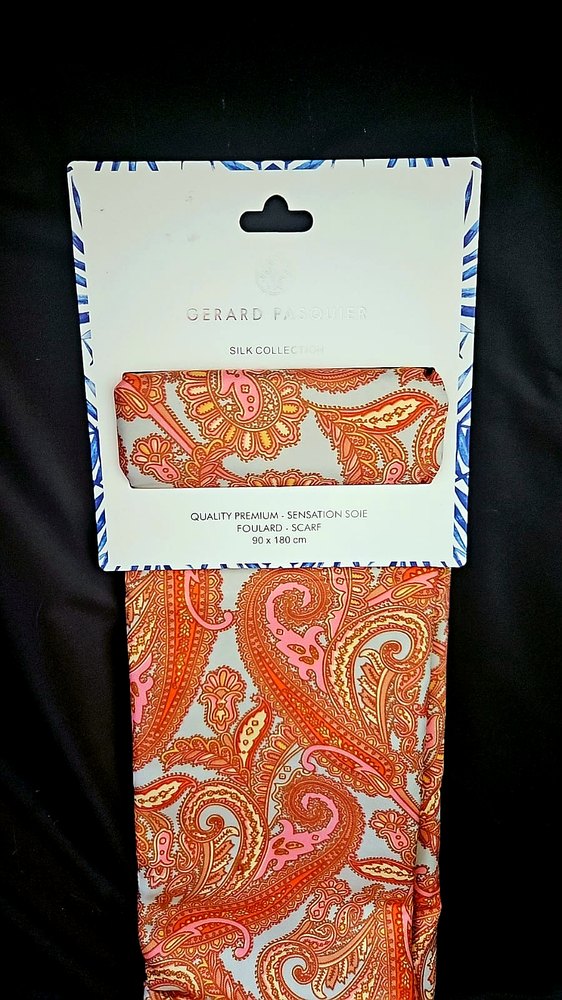 GERARD PASQUIER
SILK COLLECTION
QUALITY PREMIUM - SENSATION SOIE
FOULARD - SCARF
90 x 180 cm